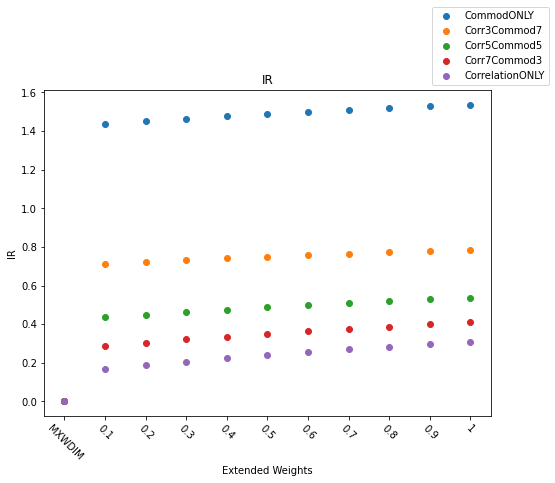 CommodONLY
Corr3Commod7
Corr5Commod5
Corr7Commod3
CorrelationONLY
IR
1.6
1.4
1.2
1.0
0.8
0.6
0.4
0.2
0.0
IR
MXWDIM
0.1
0.2
0.3
0.4
0.5
0.6
0.7
0.8
0.9
1
Extended Weights